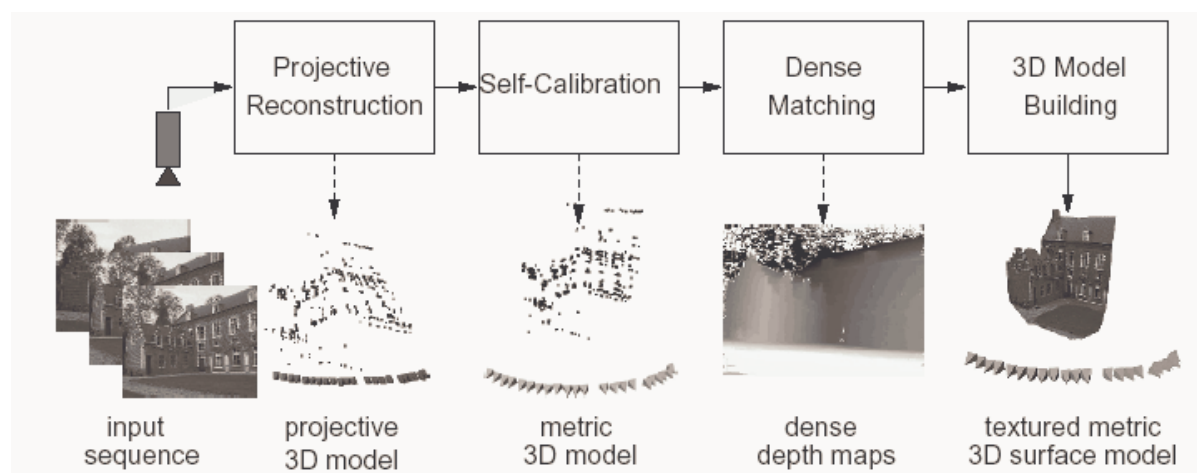 Projective
Reconstruction
Self-Calibration
Dense
Matching
3D Model
Building
input
sequence
projective
3D model
metric
3D model
dense
depth maps
textured metric
3D surface model